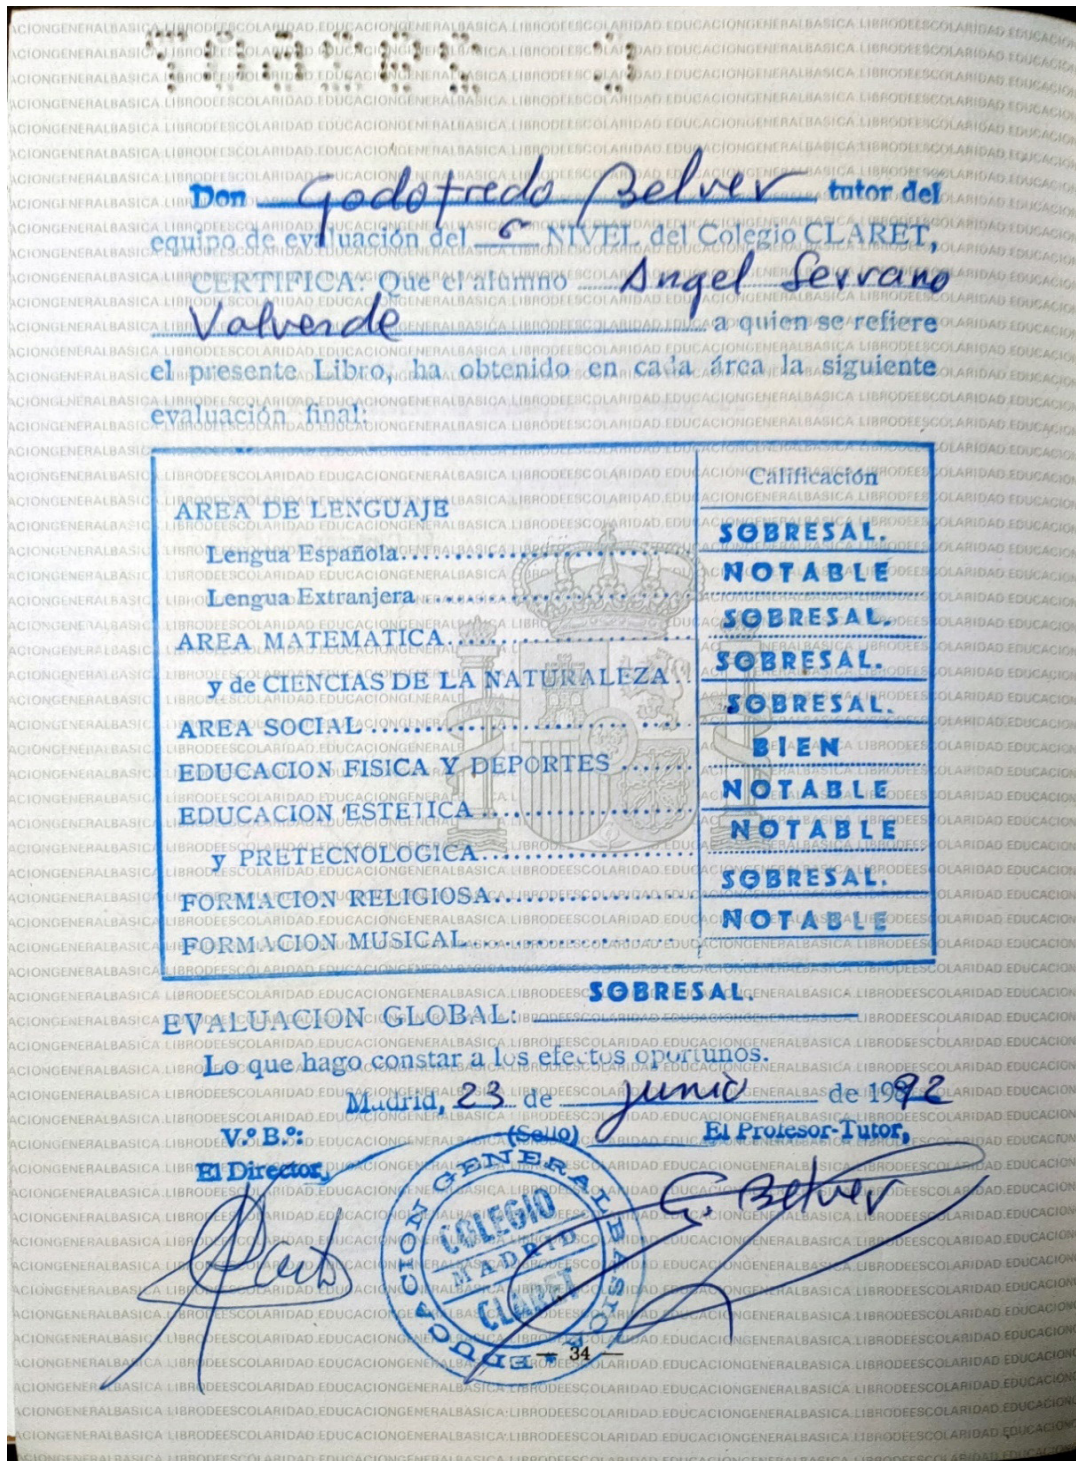 Don Godofredo Belver tutor del
equipo de evaluación del 6º NIVEL del Colegio CLARET,
CERTIFICA: Que el alumno Angel Serrano
Valverde a quien se refiere
el presente Libro, ha obtenido en cada área la siguiente
evaluación final:
Calificación
AREA DE LENGUAJE
SOBRESAL.
Lengua Española
NOTABLE
Lengua Extranjera
SOBRESAL.
AREA MATEMATICA
SOBRESAL.
y de CIENCIAS DE LA NATURALEZA
SOBRESAL.
AREA SOCIAL
BIEN
EDUCACION FISICA Y DEPORTES
NOTABLE
EDUCACION ESTETICA
NOTABLE
y PRETECNOLOGICA
SOBRESAL.
FORMACION RELIGIOSA
NOTABLE
FORMACION MUSICAL
SOBRESAL.
EVALUACION GLOBAL:
Lo que hago constar a los efectos oportunos.
Madrid, 23 de junio de 1992
V.º B.º: (Sello) El Profesor-Tutor,
El Director,
G. Belver
EDUCACION GENERAL BASICA
COLEGIO
MADRID
CLARET
— 34 —